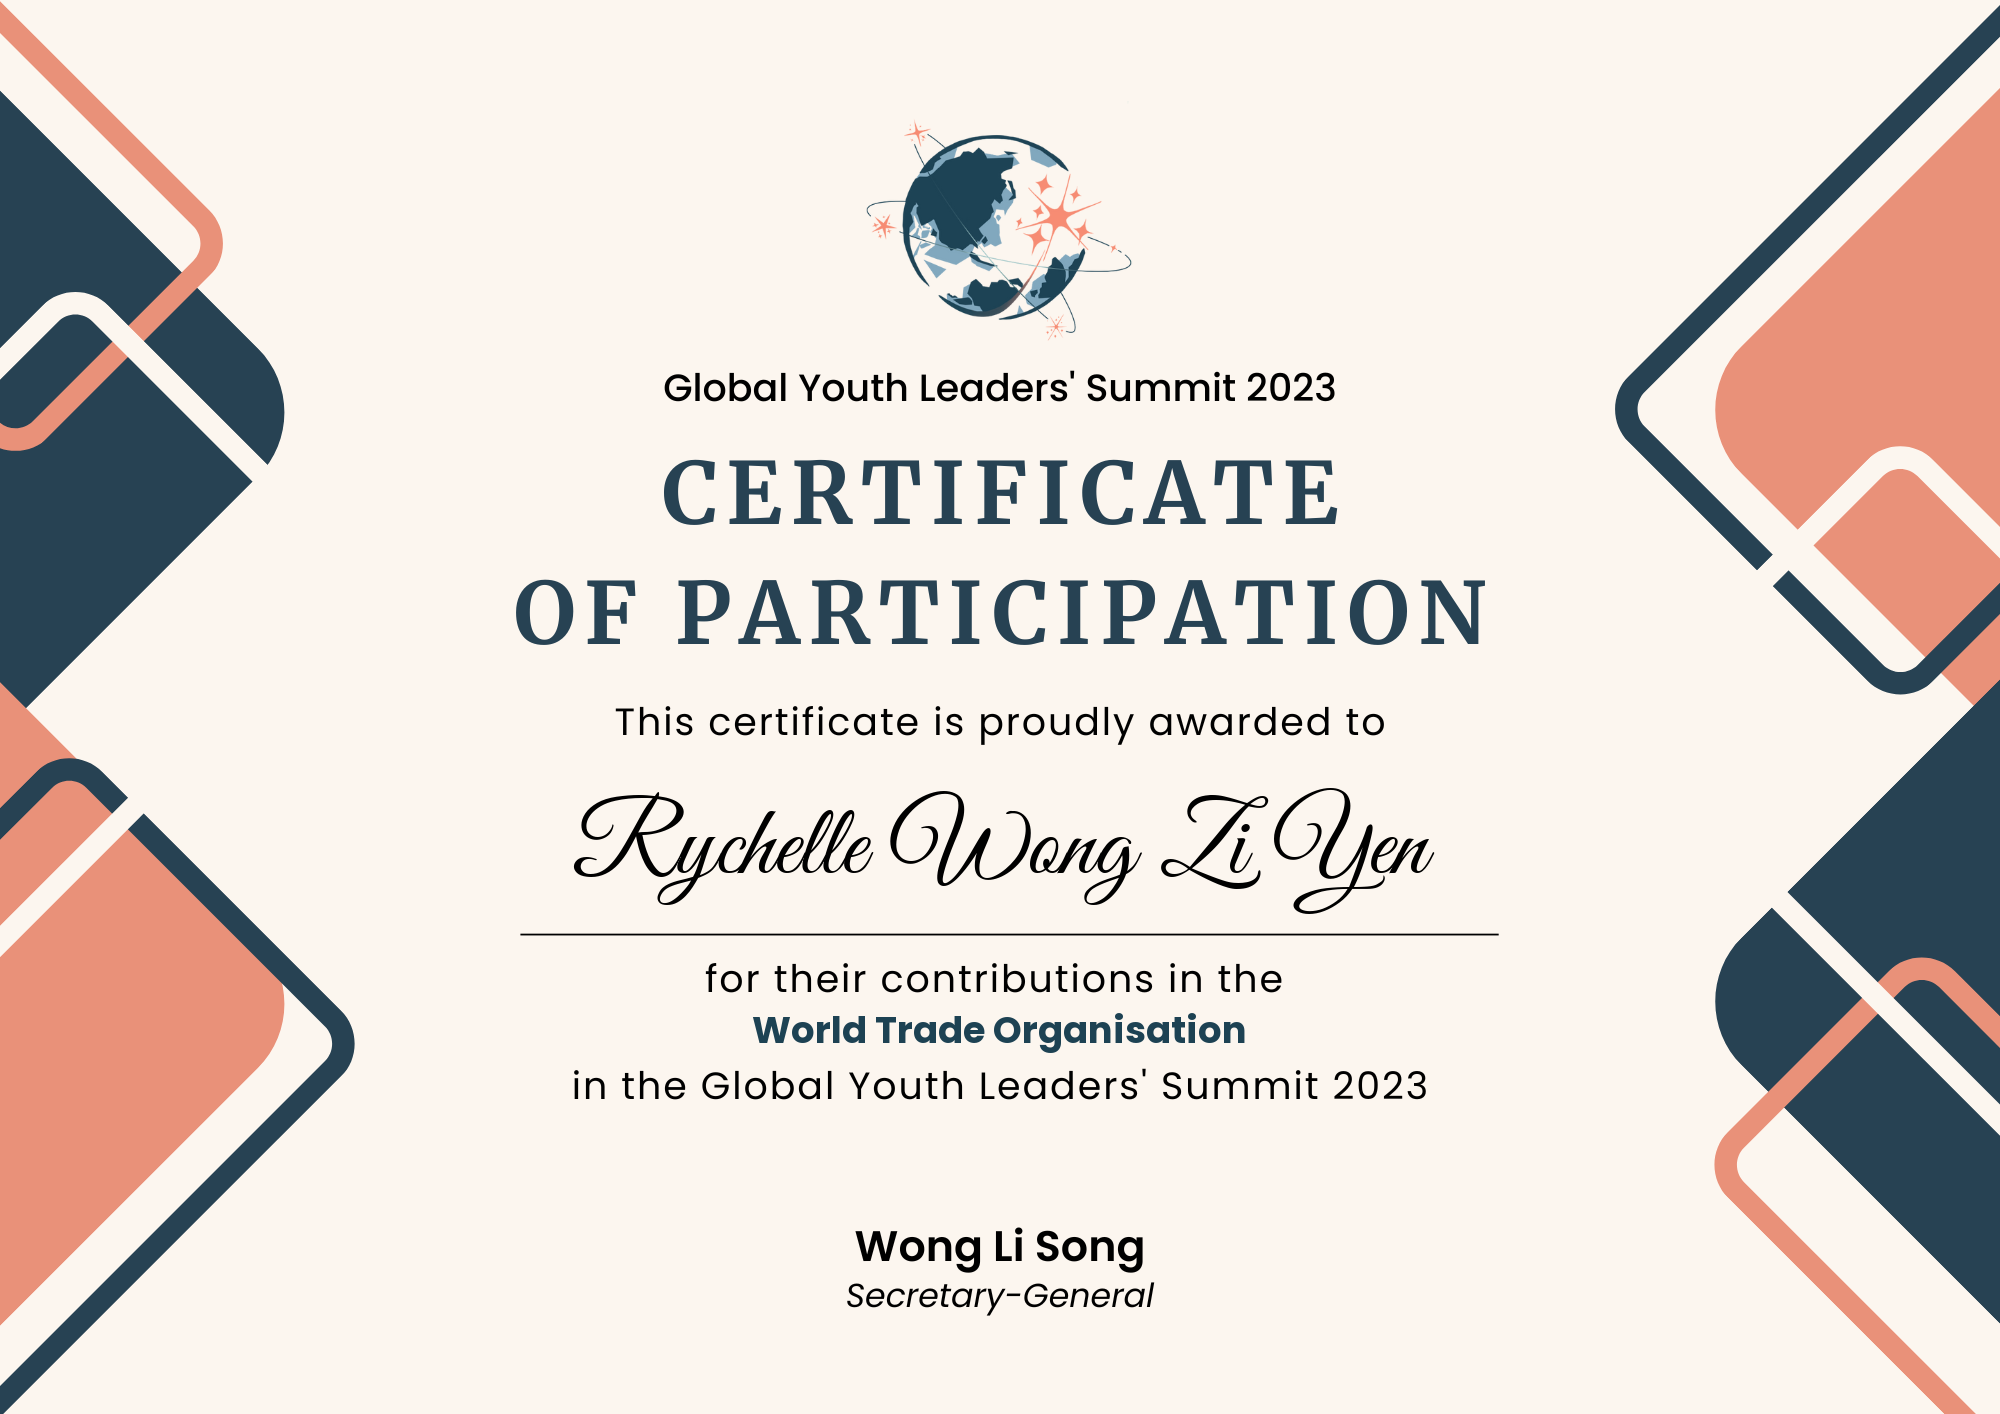 Global Youth Leaders' Summit 2023
CERTIFICATE
OF PARTICIPATION
This certificate is proudly awarded to
Rychelle Wong Zi Yen
for their contributions in the
World Trade Organisation
in the Global Youth Leaders' Summit 2023
Wong Li Song
Secretary-General